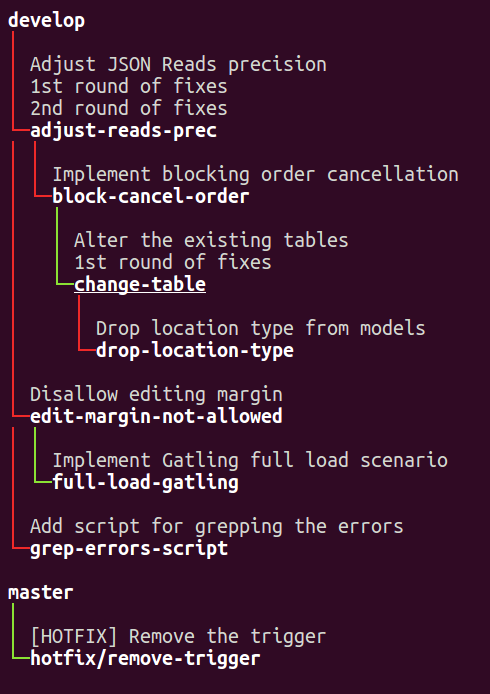 develop
Adjust JSON Reads precision
1st round of fixes
2nd round of fixes
adjust-reads-prec
Implement blocking order cancellation
block-cancel-order
Alter the existing tables
1st round of fixes
change-table
Drop location type from models
drop-location-type
Disallow editing margin
edit-margin-not-allowed
Implement Gatling full load scenario
full-load-gatling
Add script for grepping the errors
grep-errors-script
master
[HOTFIX] Remove the trigger
hotfix/remove-trigger